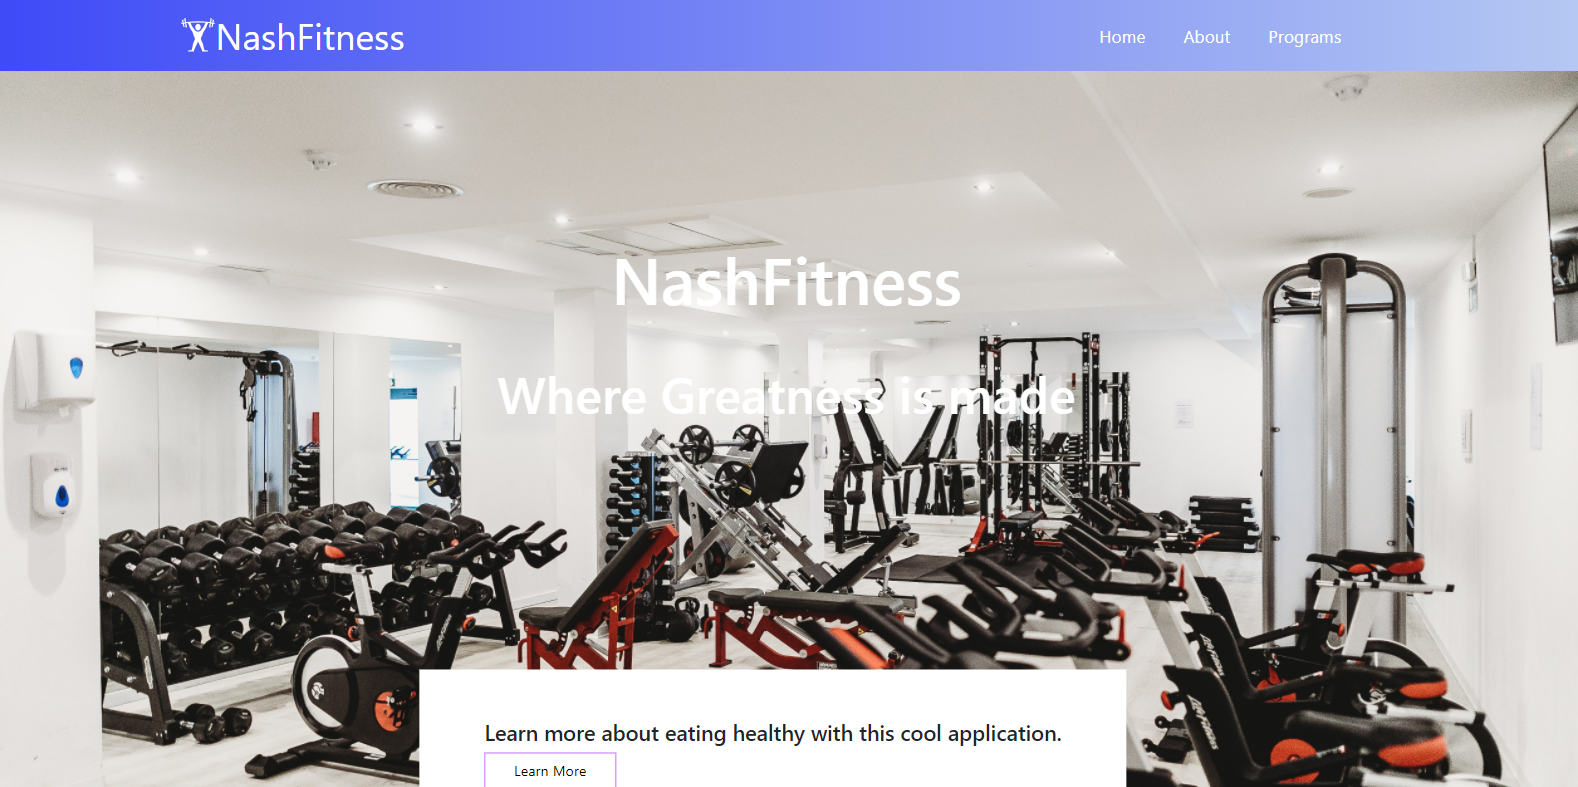 NashFitness
Home About Programs
NashFitness
Where Greatness is made
Learn more about eating healthy with this cool application.
Learn More